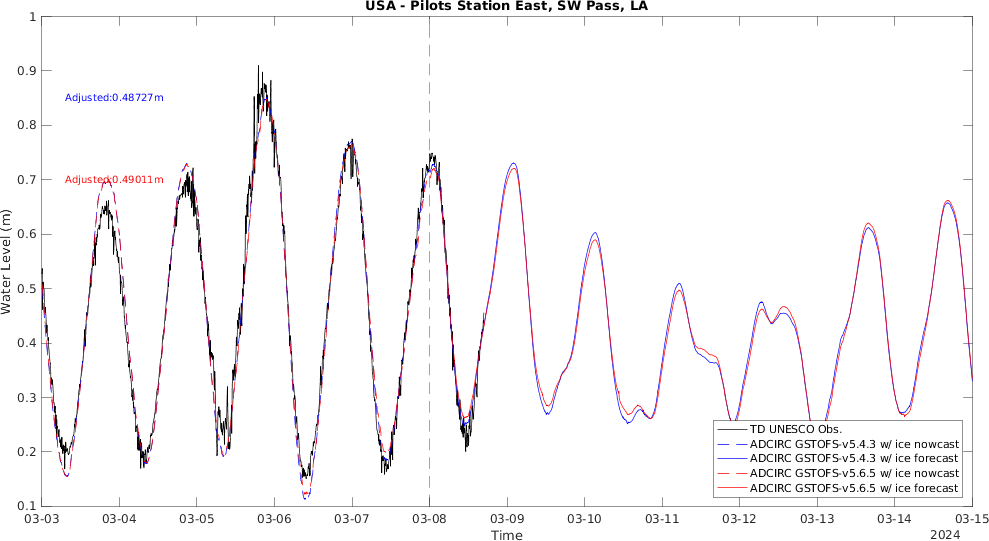 USA - Pilots Station East, SW Pass, LA
1
0.9
0.8
0.7
0.6
0.5
0.4
0.3
0.2
0.1
Water Level (m)
Adjusted:0.48727m
Adjusted:0.49011m
TD UNESCO Obs.
ADCIRC GSTOFS-v5.4.3 w/ ice nowcast
ADCIRC GSTOFS-v5.4.3 w/ ice forecast
ADCIRC GSTOFS-v5.6.5 w/ ice nowcast
ADCIRC GSTOFS-v5.6.5 w/ ice forecast
03-03 03-04 03-05 03-06 03-07 03-08 03-09 03-10 03-11 03-12 03-13 03-14 03-15
Time
2024